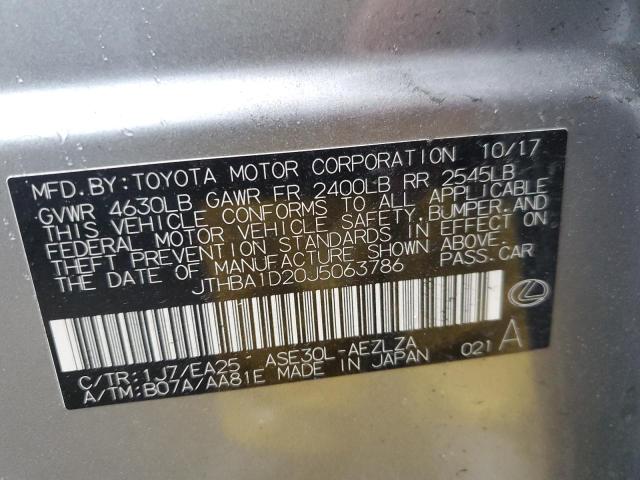 MFD.BY:TOYOTA MOTOR CORPORATION 10/17
GVWR 4630LB GAWR FR 2400LB RR 2545LB
THIS VEHICLE CONFORMS TO ALL APPLICABLE
FEDERAL MOTOR VEHICLE SAFETY,BUMPER,AND
THEFT PREVENTION STANDARDS IN EFFECT ON
THE DATE OF MANUFACTURE SHOWN ABOVE.
JTHBA1D20J5063786 PASS.CAR
C/TR:1J7/EA25 ASE30L-AEZLZA A
A/TM:B07A/AA81E MADE IN JAPAN 021